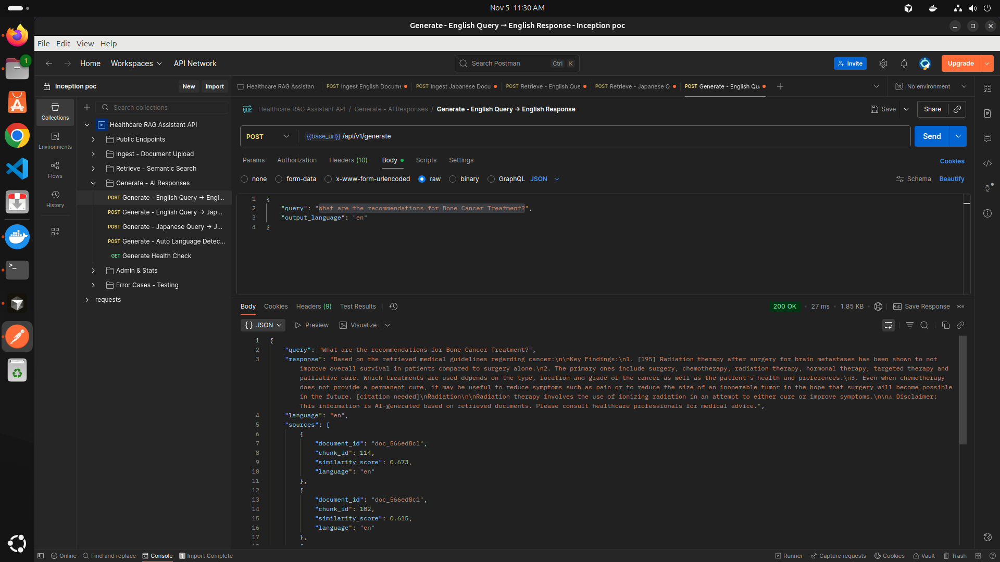 Nov 5 11:30 AM
Generate - English Query → English Response - Inception poc
File Edit View Help
1
Home Workspaces API Network
Search Postman Ctrl K
Invite
Upgrade
Inception poc
New Import
Healthcare RAG Assistan
POST Ingest English Docume
POST Ingest Japanese Docu
POST Retrieve - English Que
POST Retrieve - Japanese Q
POST Generate - English Qu
No environment
Collections
Environments
Flows
History
Search collections
Healthcare RAG Assistant API
Public Endpoints
Ingest - Document Upload
Retrieve - Semantic Search
Generate - AI Responses
POST Generate - English Query → Engl...
POST Generate - English Query → Jap...
POST Generate - Japanese Query → J...
POST Generate - Auto Language Detec...
GET Generate Health Check
Admin & Stats
Error Cases - Testing
requests
HTTP Healthcare RAG Assistant API / Generate - AI Responses / Generate - English Query → English Response
Save Share
POST {{base_url}} /api/v1/generate
Send
Params Authorization Headers (10) Body Scripts Settings
Cookies
none form-data x-www-form-urlencoded raw binary GraphQL JSON
Schema Beautify
1 {
2 "query": "What are the recommendations for Bone Cancer Treatment?",
3 "output_language": "en"
4 }
Body Cookies Headers (9) Test Results
200 OK • 27 ms • 1.85 KB
e.g. Save Response
{} JSON Preview Visualize
1 {
2 "query": "What are the recommendations for Bone Cancer Treatment?",
3 "response": "Based on the retrieved medical guidelines regarding cancer:\n\nKey Findings:\n1. [195] Radiation therapy after surgery for brain metastases has been shown to not
improve overall survival in patients compared to surgery alone.\n2. The primary ones include surgery, chemotherapy, radiation therapy, hormonal therapy, targeted therapy and
palliative care. Which treatments are used depends on the type, location and grade of the cancer as well as the patient's health and preferences.\n3. Even when chemotherapy
does not provide a permanent cure, it may be useful to reduce symptoms such as pain or to reduce the size of an inoperable tumor in the hope that surgery will become possible
in the future. [citation needed]\nRadiation\n\nRadiation therapy involves the use of ionizing radiation in an attempt to either cure or improve symptoms.\n\n⚠ Disclaimer:
This information is AI-generated based on retrieved documents. Please consult healthcare professionals for medical advice.",
4 "language": "en",
5 "sources": [
6 {
7 "document_id": "doc_566ed8c1",
8 "chunk_id": 114,
9 "similarity_score": 0.673,
10 "language": "en"
11 },
12 {
13 "document_id": "doc_566ed8c1",
14 "chunk_id": 102,
15 "similarity_score": 0.615,
16 "language": "en"
17 },
Online Find and replace Console 1 Import Complete
Runner Capture requests Cookies Vault Trash